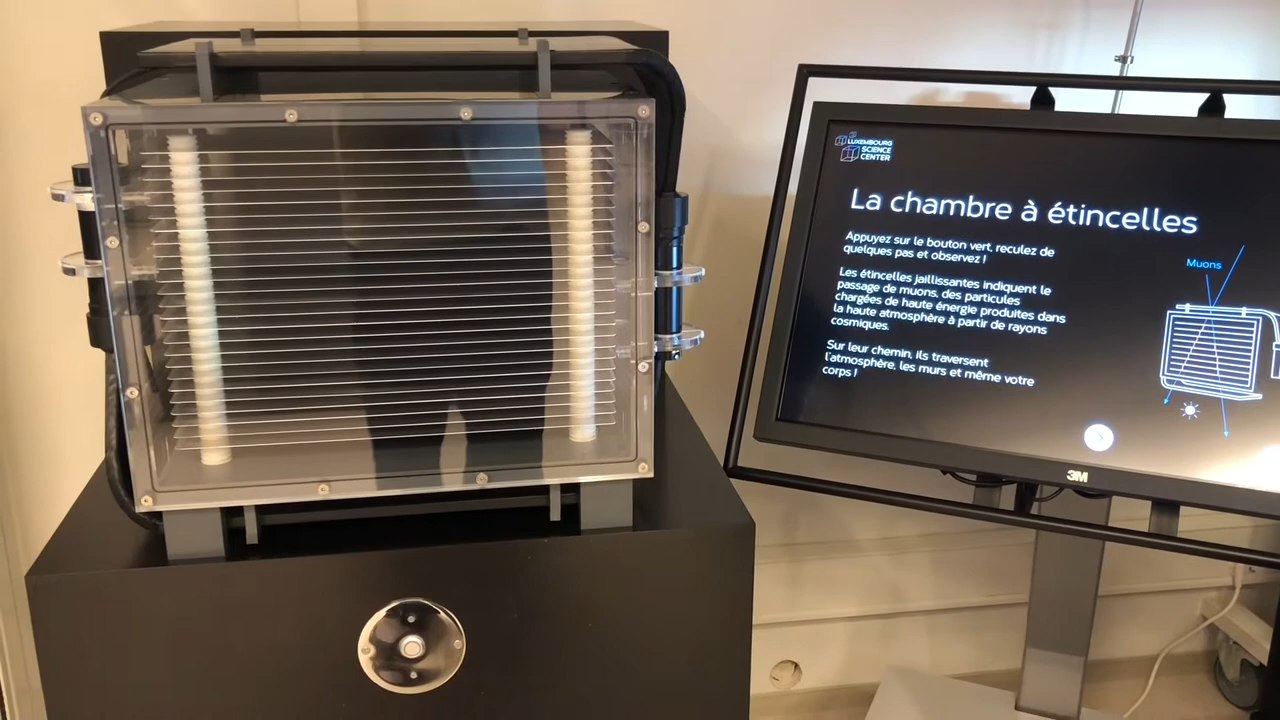 LUXEMBOURG
SCIENCE
CENTER
La chambre à étincelles
Appuyez sur le bouton vert, reculez de
quelques pas et observez !
Les étincelles jaillissantes indiquent le
passage de muons, des particules
chargées de haute énergie produites dans
la haute atmosphère à partir de rayons
cosmiques.
Sur leur chemin, ils traversent
l'atmosphère, les murs et même votre
corps !
Muons
3M